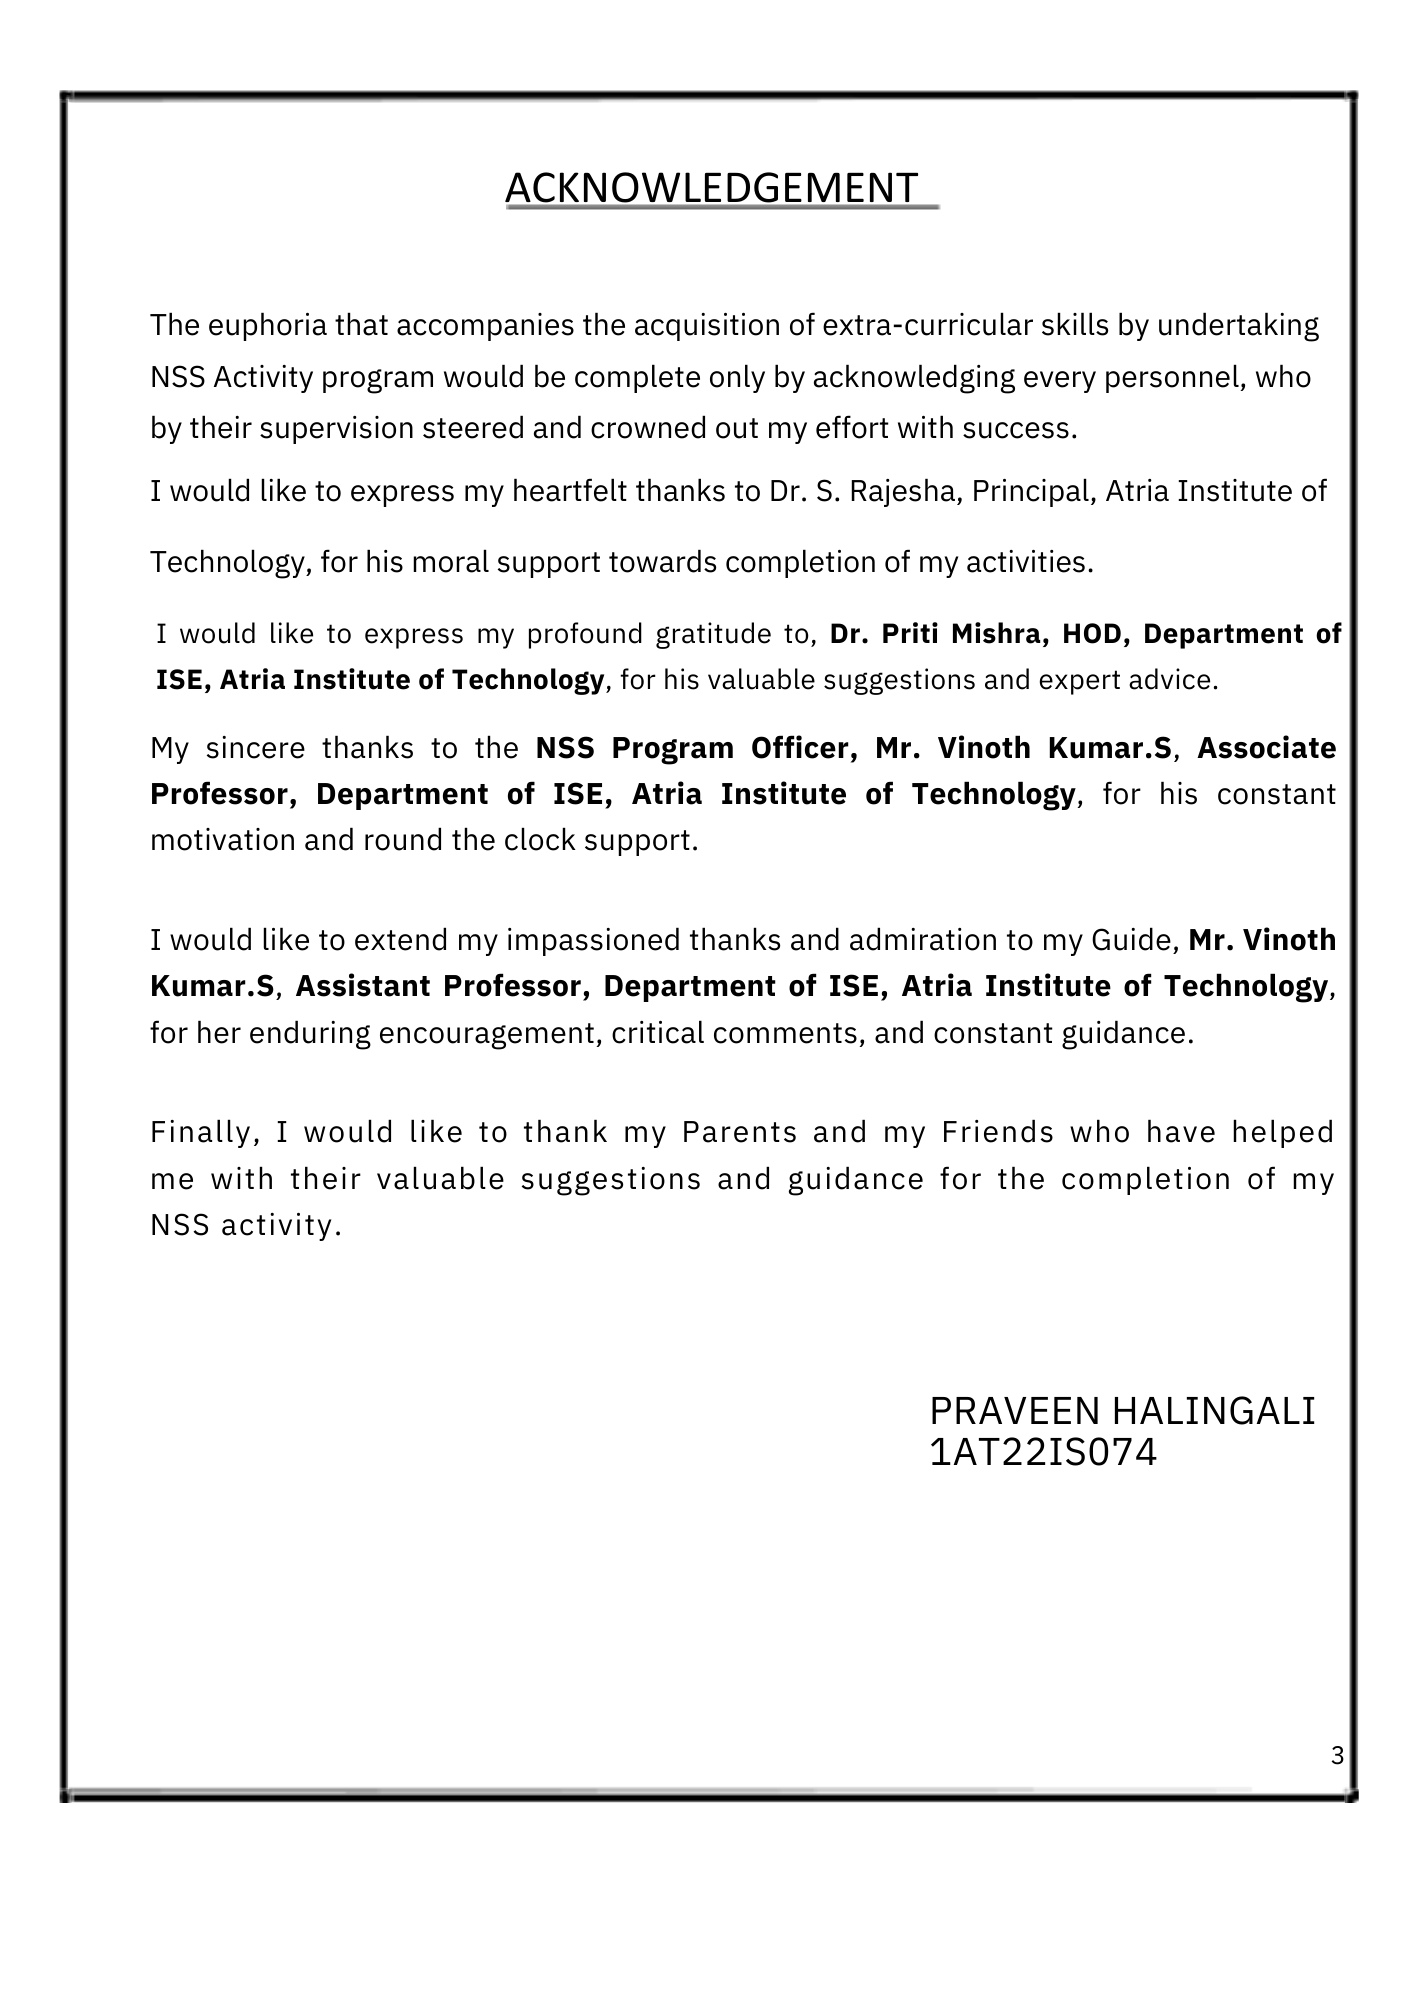 ACKNOWLEDGEMENT
The euphoria that accompanies the acquisition of extra-curricular skills by undertaking
NSS Activity program would be complete only by acknowledging every personnel, who
by their supervision steered and crowned out my effort with success.
I would like to express my heartfelt thanks to Dr. S. Rajesha, Principal, Atria Institute of
Technology, for his moral support towards completion of my activities.
I would like to express my profound gratitude to, Dr. Priti Mishra, HOD, Department of
ISE, Atria Institute of Technology, for his valuable suggestions and expert advice.
My sincere thanks to the NSS Program Officer, Mr. Vinoth Kumar.S, Associate
Professor, Department of ISE, Atria Institute of Technology, for his constant
motivation and round the clock support.
I would like to extend my impassioned thanks and admiration to my Guide, Mr. Vinoth
Kumar.S, Assistant Professor, Department of ISE, Atria Institute of Technology,
for her enduring encouragement, critical comments, and constant guidance.
Finally, I would like to thank my Parents and my Friends who have helped
me with their valuable suggestions and guidance for the completion of my
NSS activity.
PRAVEEN HALINGALI
1AT22IS074
3